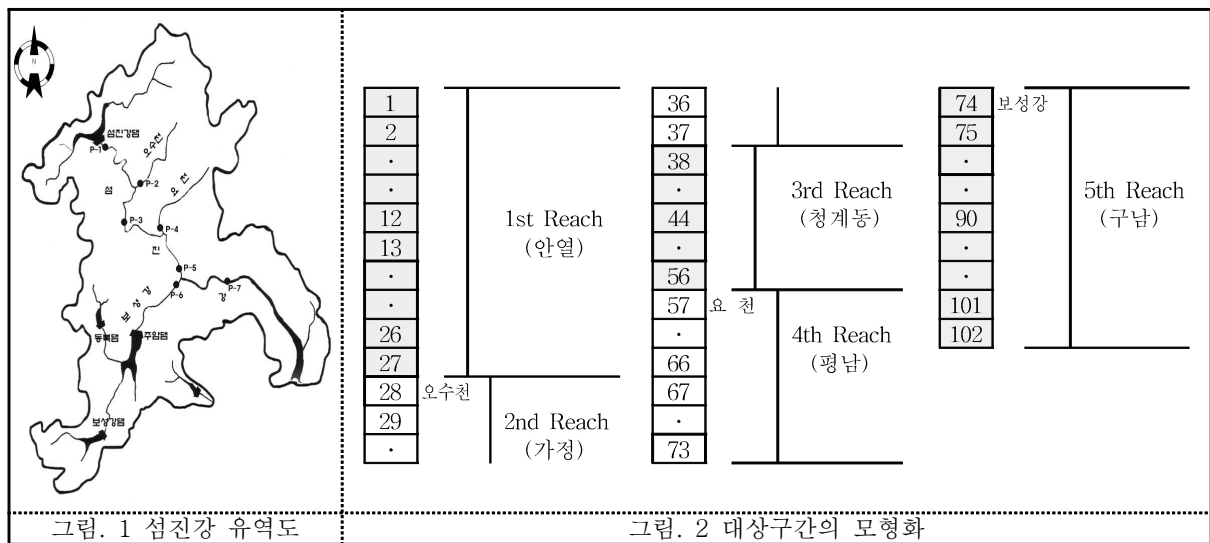 N
섬진강댐
P-1
오수천
P-2
섬
요천
P-3
P-4
진
P-5
P-6
P-7
강
보성강
동복댐
주암댐
보성강댐
그림. 1 섬진강 유역도
1
2
·
·
12
13
·
·
26
27
28 오수천
29
·
1st Reach
(안열)
2nd Reach
(가정)
36
37
38
·
44
·
56
57 요 천
·
66
67
·
73
3rd Reach
(청계동)
4th Reach
(평남)
74 보성강
75
·
·
90
·
·
101
102
5th Reach
(구남)
그림. 2 대상구간의 모형화